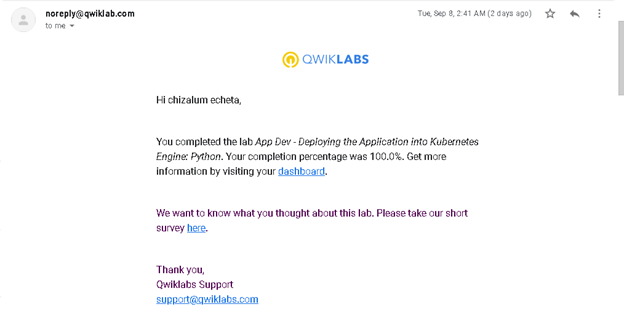 noreply@qwiklab.com
Tue, Sep 8, 2:41 AM (2 days ago)
to me
QWIKLABS
Hi chizalum echeta,
You completed the lab App Dev - Deploying the Application into Kubernetes
Engine: Python. Your completion percentage was 100.0%. Get more
information by visiting your dashboard.
We want to know what you thought about this lab. Please take our short
survey here.
Thank you,
Qwiklabs Support
support@qwiklabs.com